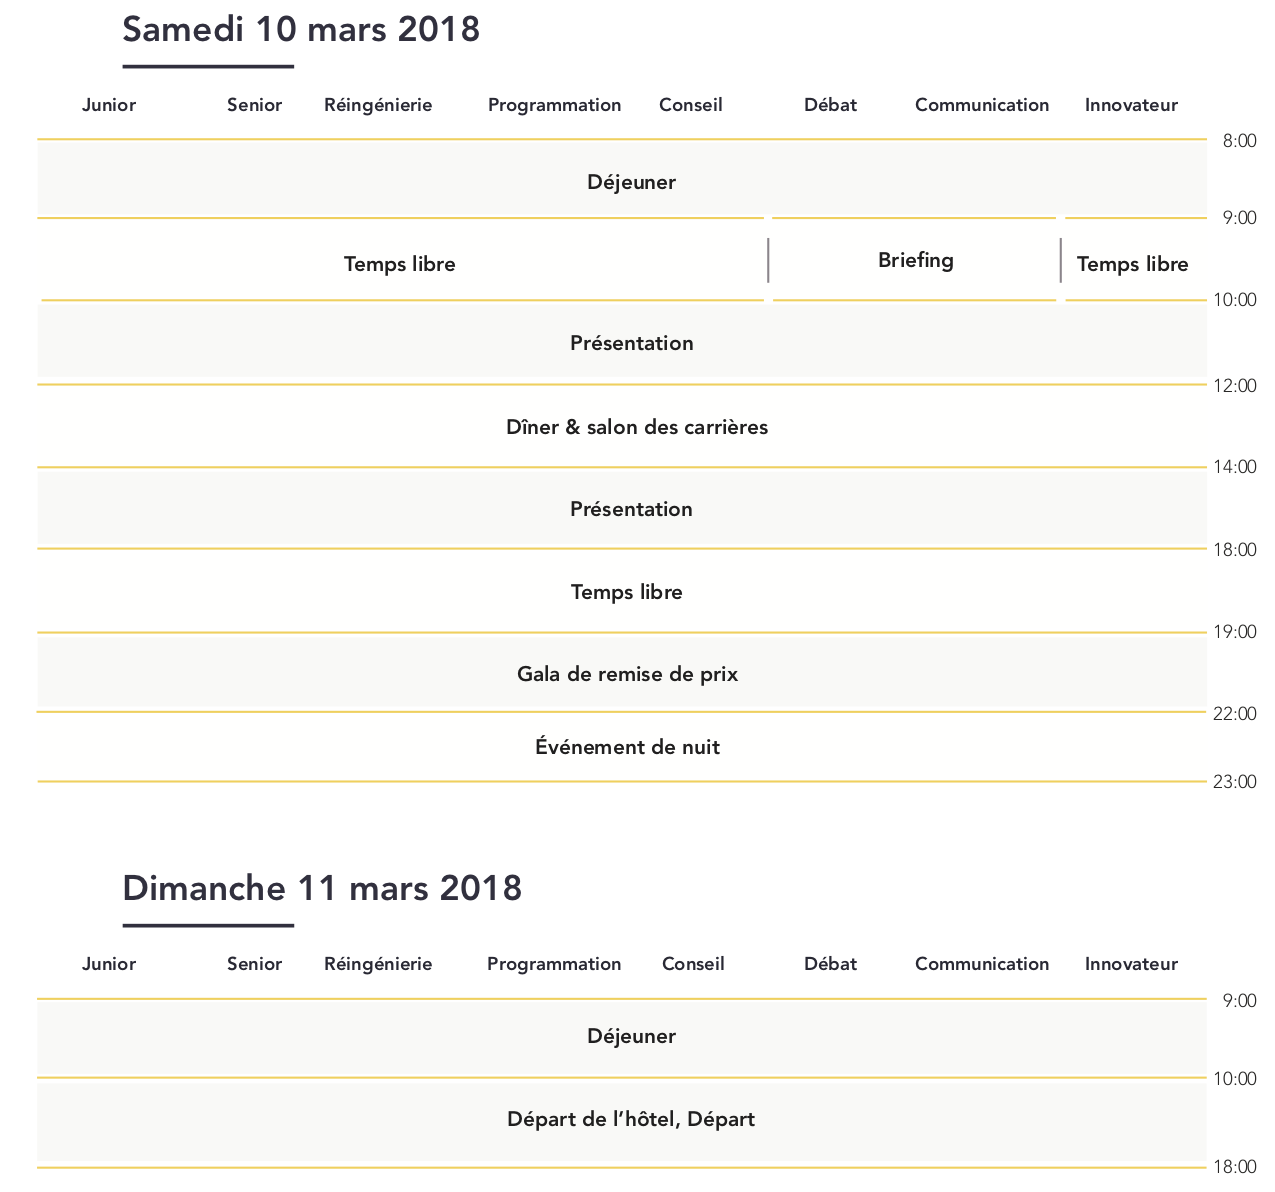 Samedi 10 mars 2018
Junior Senior Réingénierie Programmation Conseil Débat Communication Innovateur
8:00
Déjeuner
9:00
Temps libre Briefing Temps libre
10:00
Présentation
12:00
Dîner & salon des carrières
14:00
Présentation
18:00
Temps libre
19:00
Gala de remise de prix
22:00
Événement de nuit
23:00
Dimanche 11 mars 2018
Junior Senior Réingénierie Programmation Conseil Débat Communication Innovateur
9:00
Déjeuner
10:00
Départ de l’hôtel, Départ
18:00